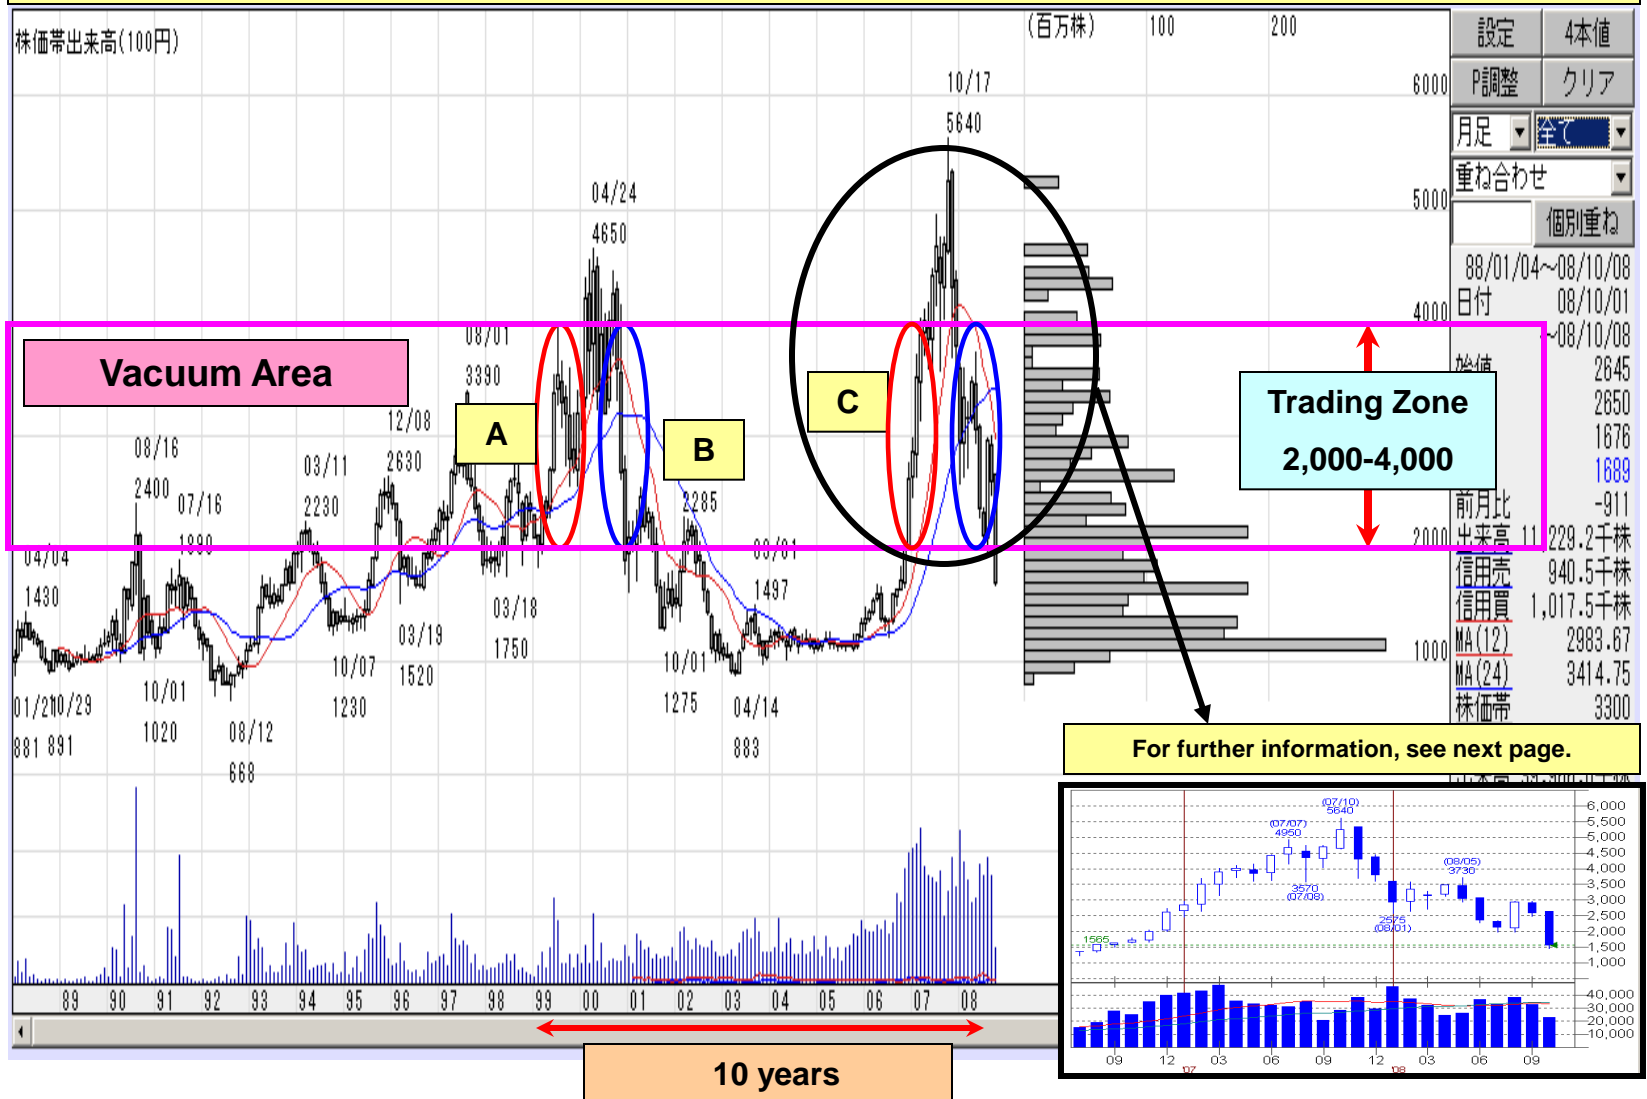 株価帯出来高(100円)
(百万株)
100
200
設定
4本値
P調整
クリア
月足
全て
重ね合わせ
個別重ね
88/01/04～08/10/08
日付 08/10/01
～08/10/08
始値 2645
2650
1676
1689
前月比 -911
出来高 11,229.2千株
信用売 940.5千株
信用買 1,017.5千株
MA(12) 2983.67
MA(24) 3414.75
株価帯 3300
6000
5000
4000
2000
1000
10/17
5640
04/24
4650
08/01
3390
12/08
2630
08/16
2400
07/16
03/11
2230
04/04
1430
01/21
881
10/29
891
10/01
1020
08/12
668
10/07
1230
03/19
1520
03/18
1750
2285
10/01
1275
04/14
883
1497
Vacuum Area
A
B
C
Trading Zone
2,000-4,000
For further information, see next page.
89 90 91 92 93 94 95 96 97 98 99 00 01 02 03 04 05 06 07 08
10 years
(07/10)
5640
(07/07)
4950
3570
(07/08)
(08/05)
3730
2575
(08/01)
1565
6,000
5,500
5,000
4,500
4,000
3,500
3,000
2,500
2,000
1,500
1,000
40,000
30,000
20,000
10,000
09 12 03 06 09 12 03 06 09
'07 '08